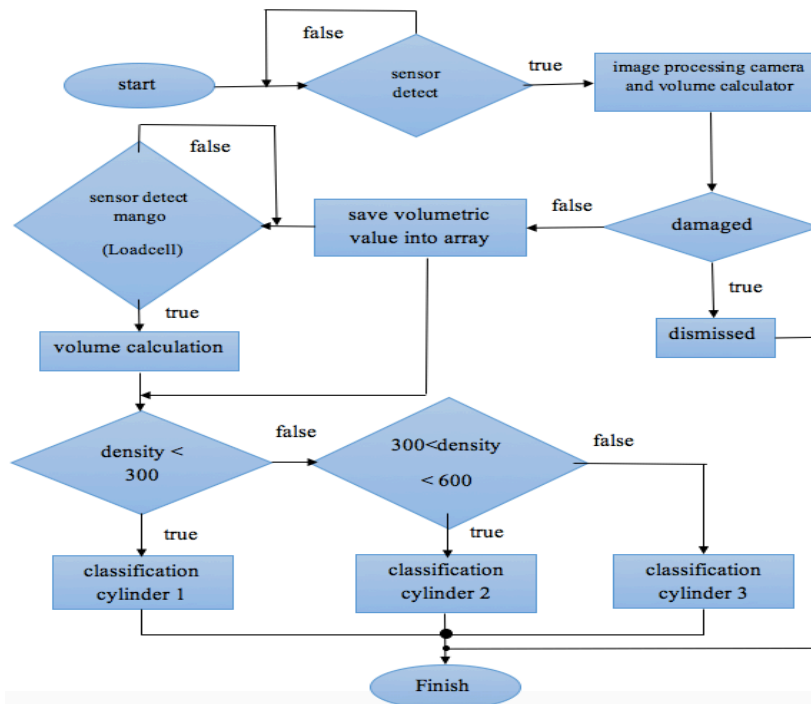 false
start
sensor
detect
true
image processing camera
and volume calculator
false
sensor detect
mango
(Loadcell)
save volumetric
value into array
false
damaged
true
true
volume calculation
dismissed
density <
300
false
300<density
< 600
false
true
true
classification
cylinder 1
classification
cylinder 2
classification
cylinder 3
Finish